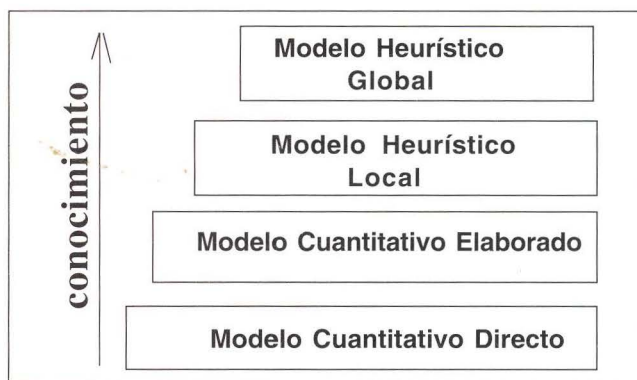 conocimiento
Modelo Heurístico
Global
Modelo Heurístico
Local
Modelo Cuantitativo Elaborado
Modelo Cuantitativo Directo